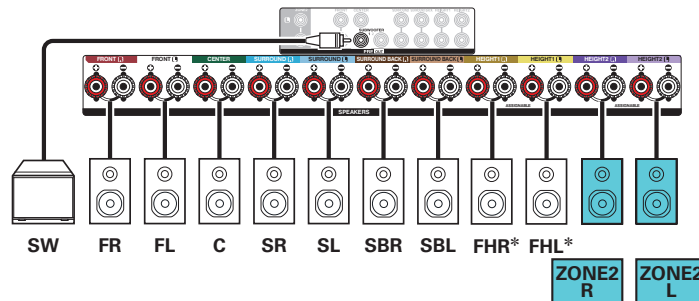 SUBWOOFER
PRE OUT
FRONT R
FRONT L
CENTER
SURROUND R
SURROUND L
SURROUND BACK R
SURROUND BACK L
HEIGHT1 R
HEIGHT1 L
HEIGHT2 R
HEIGHT2 L
ASSIGNABLE
ASSIGNABLE
SPEAKERS
SW FR FL C SR SL SBR SBL FHR* FHL*
ZONE2 ZONE2
R L